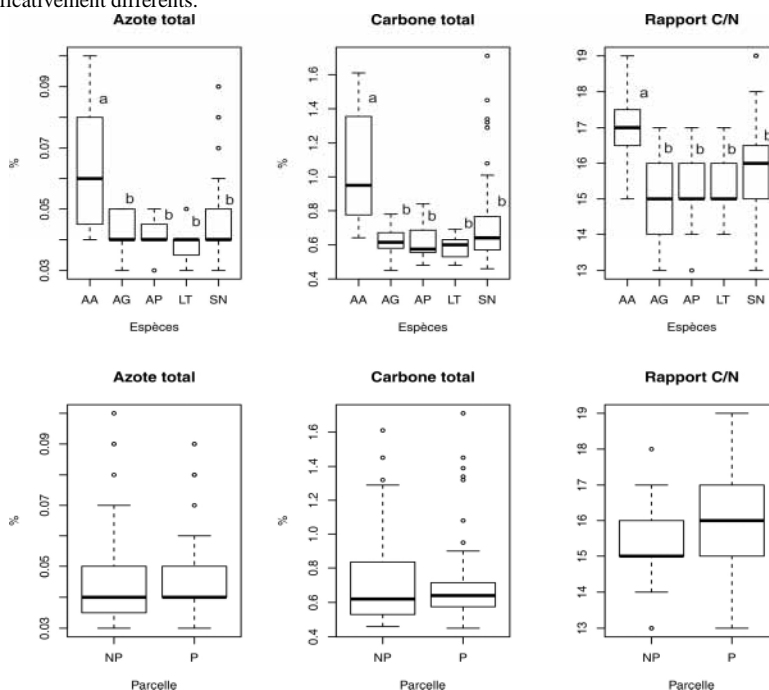 ficativement différents.
Azote total
Carbone total
Rapport C/N
%
0.03 0.05 0.07 0.09
a
b
b
b
b
AA AG AP LT SN
Espèces
%
0.4 0.6 0.8 1.0 1.2 1.4 1.6
a
b
b
b
b
AA AG AP LT SN
Espèces
13 14 15 16 17 18 19
a
b
b
b
b
AA AG AP LT SN
Espèces
Azote total
Carbone total
Rapport C/N
%
0.03 0.05 0.07 0.09
NP P
Parcelle
%
0.4 0.6 0.8 1.0 1.2 1.4 1.6
NP P
Parcelle
13 14 15 16 17 18 19
NP P
Parcelle